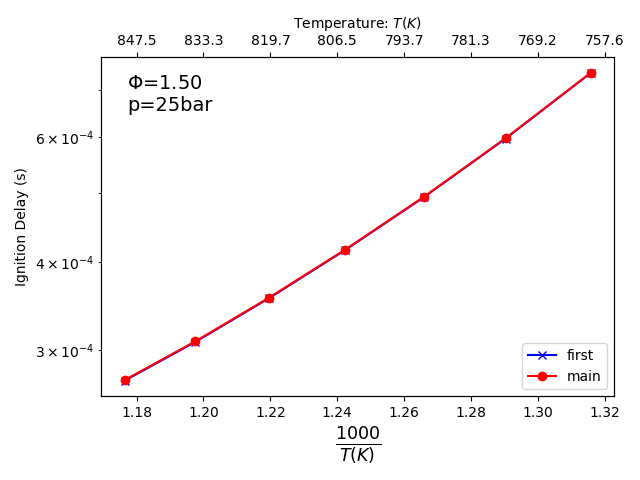 Temperature: T(K)
847.5 833.3 819.7 806.5 793.7 781.3 769.2 757.6
Φ=1.50
p=25bar
6 × 10⁻⁴
4 × 10⁻⁴
3 × 10⁻⁴
Ignition Delay (s)
first
main
1.18 1.20 1.22 1.24 1.26 1.28 1.30 1.32
1000
T(K)